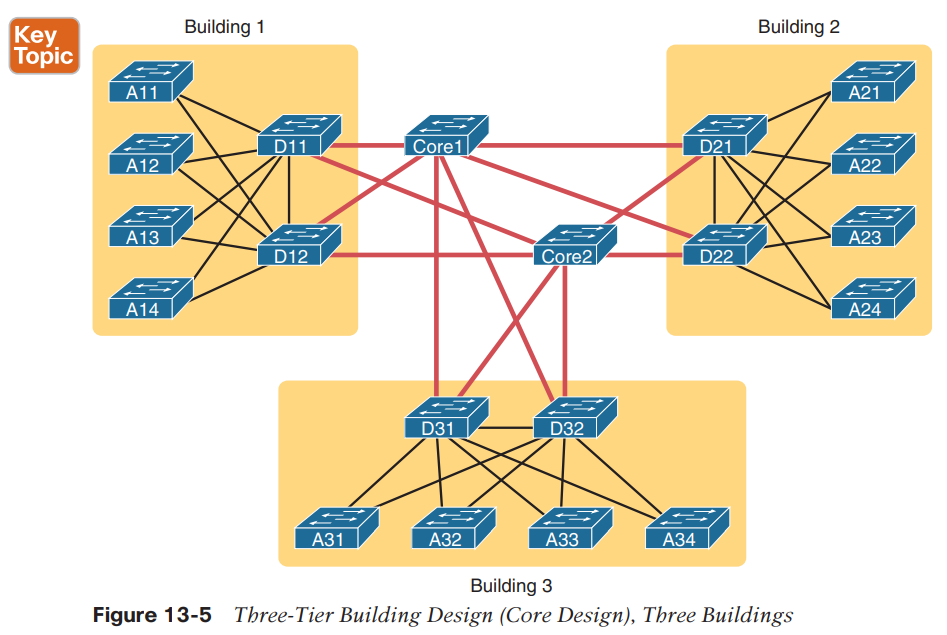 Key
Topic
Building 1
Building 2
A11
A21
D11
Core1
D21
A12
A22
A13
A23
D12
Core2
D22
A14
A24
D31
D32
A31
A32
A33
A34
Building 3
Figure 13-5 Three-Tier Building Design (Core Design), Three Buildings